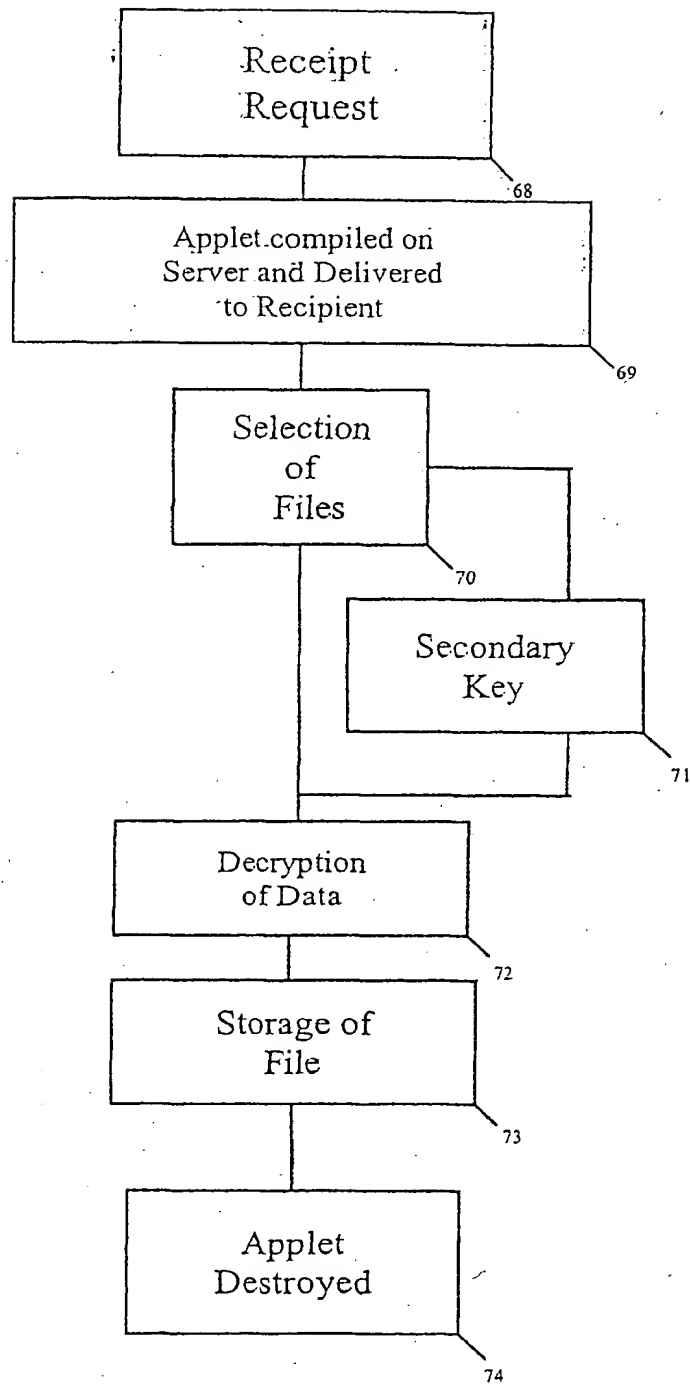 Receipt
Request
68
Applet compiled on
Server and Delivered
to Recipient
69
Selection
of
Files
70
Secondary
Key
71
Decryption
of Data
72
Storage of
File
73
Applet
Destroyed
74